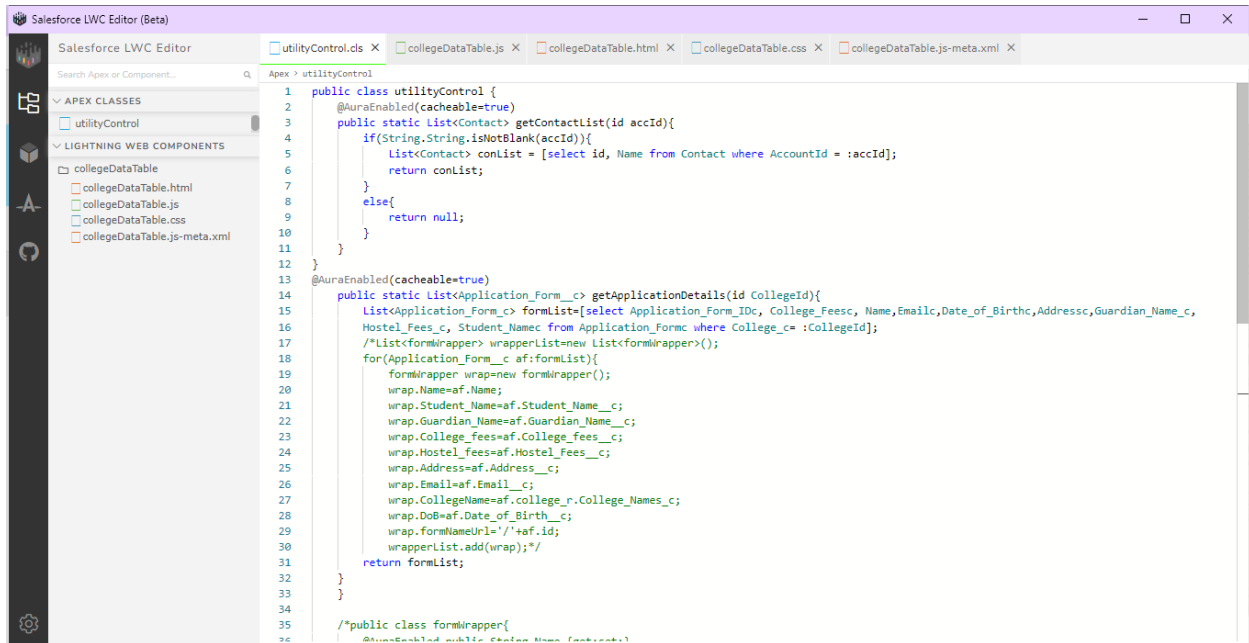 Salesforce LWC Editor (Beta)
Salesforce LWC Editor
Search Apex or Component...
APEX CLASSES
utilityControl
LIGHTNING WEB COMPONENTS
collegeDataTable
collegeDataTable.html
collegeDataTable.js
collegeDataTable.css
collegeDataTable.js-meta.xml
utilityControl.cls × collegeDataTable.js × collegeDataTable.html × collegeDataTable.css × collegeDataTable.js-meta.xml ×
Apex > utilityControl
1 public class utilityControl {
2 @AuraEnabled(cacheable=true)
3 public static List<Contact> getContactList(id accId){
4 if(String.String.isNotBlank(accId)){
5 List<Contact> conList = [select id, Name from Contact where AccountId = :accId];
6 return conList;
7 }
8 else{
9 return null;
10 }
11 }
12 }
13 @AuraEnabled(cacheable=true)
14 public static List<Application_Form__c> getApplicationDetails(id CollegeId){
15 List<Application_Form_c> formList=[select Application_Form_IDc, College_Feesc, Name,Emailc,Date_of_Birthc,Addressc,Guardian_Name_c,
16 Hostel_Fees_c, Student_Namec from Application_Formc where College_c= :CollegeId];
17 /*List<formWrapper> wrapperList=new List<formWrapper>();
18 for(Application_Form__c af:formList){
19 formWrapper wrap=new formWrapper();
20 wrap.Name=af.Name;
21 wrap.Student_Name=af.Student_Name__c;
22 wrap.Guardian_Name=af.Guardian_Name__c;
23 wrap.College_fees=af.College_fees__c;
24 wrap.Hostel_fees=af.Hostel_Fees__c;
25 wrap.Address=af.Address__c;
26 wrap.Email=af.Email__c;
27 wrap.CollegeName=af.college_r.College_Names_c;
28 wrap.DoB=af.Date_of_Birth__c;
29 wrap.formNameUrl='/'+af.id;
30 wrapperList.add(wrap);*/
31 return formList;
32 }
33 }
34
35 /*public class formWrapper{
36 @AuraEnabled public String Name {get;set;}